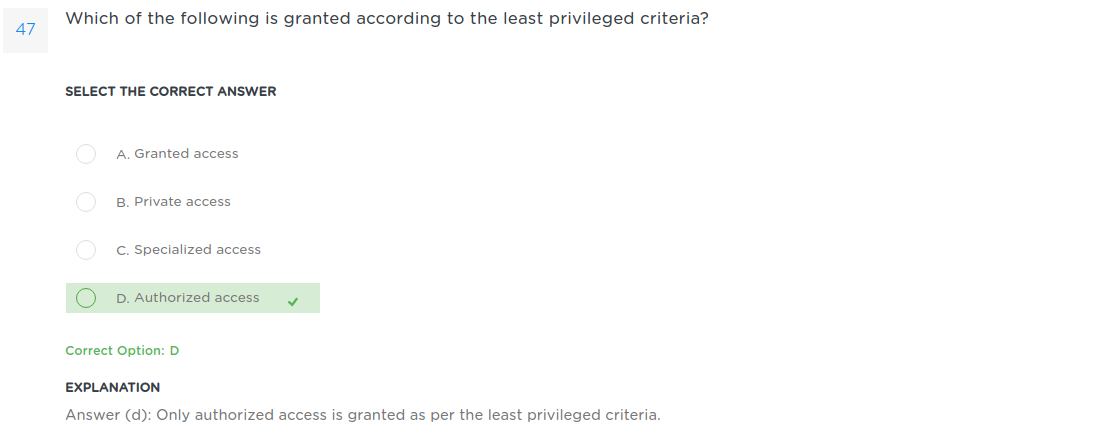 47
Which of the following is granted according to the least privileged criteria?
SELECT THE CORRECT ANSWER
A. Granted access
B. Private access
C. Specialized access
D. Authorized access
Correct Option: D
EXPLANATION
Answer (d): Only authorized access is granted as per the least privileged criteria.